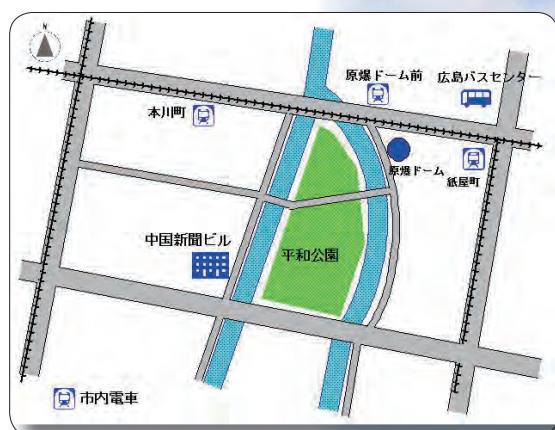 N
原爆ドーム前
広島バスセンター
本川町
原爆ドーム
紙屋町
中国新聞ビル
平和公園
市内電車